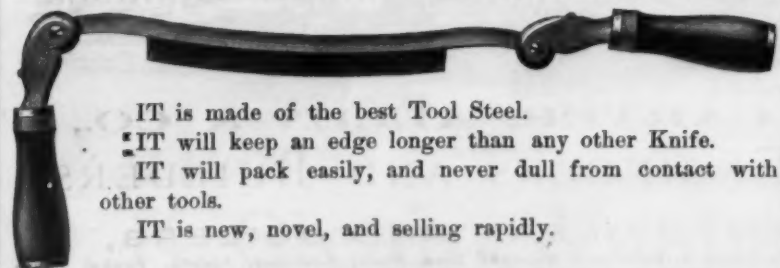 IT is made of the best Tool Steel.
IT will keep an edge longer than any other Knife.
IT will pack easily, and never dull from contact with
other tools.
IT is new, novel, and selling rapidly.